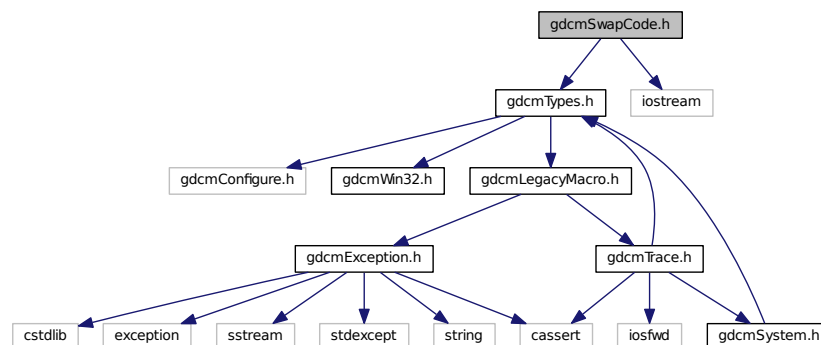 gdcmSwapCode.h
gdcmTypes.h
iostream
gdcmConfigure.h
gdcmWin32.h
gdcmLegacyMacro.h
gdcmException.h
gdcmTrace.h
cstdlib
exception
sstream
stdexcept
string
cassert
iosfwd
gdcmSystem.h